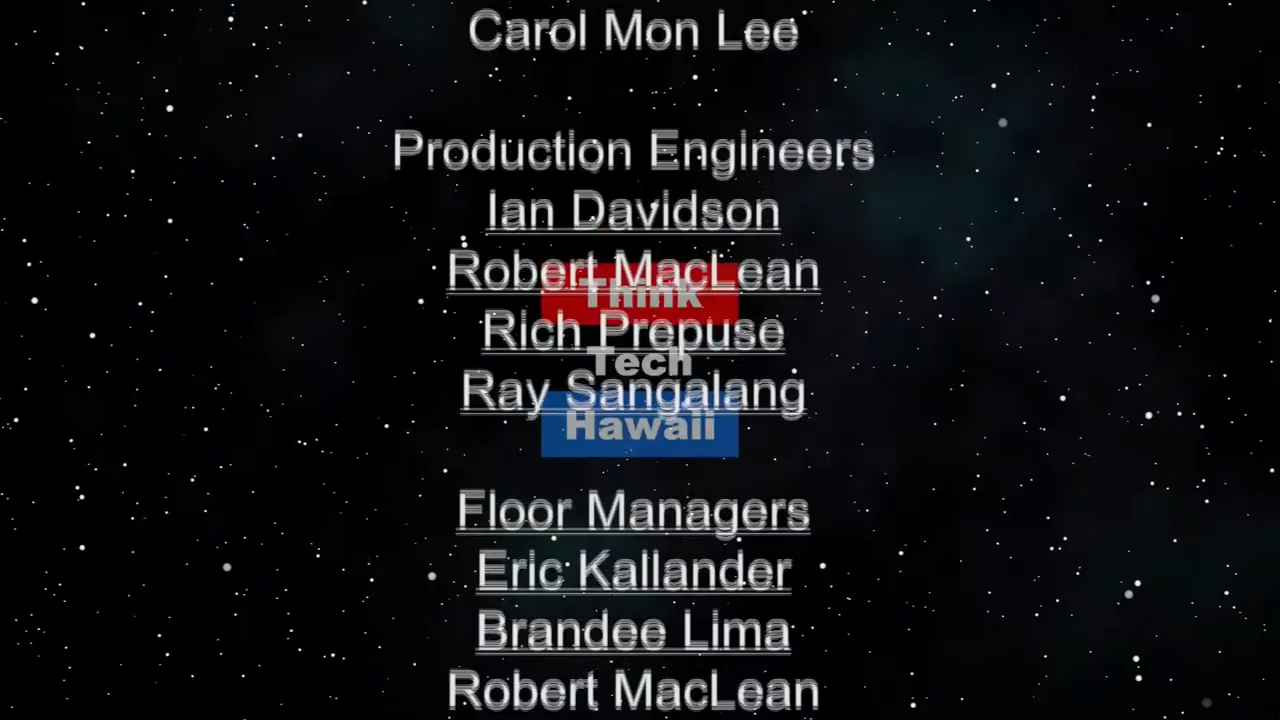 Carol Mon Lee
Production Engineers
Ian Davidson
Robert MacLean
Think
Rich Prepuse
Tech
Ray Sangalang
Hawaii
Floor Managers
Eric Kallander
Brandee Lima
Robert MacLean